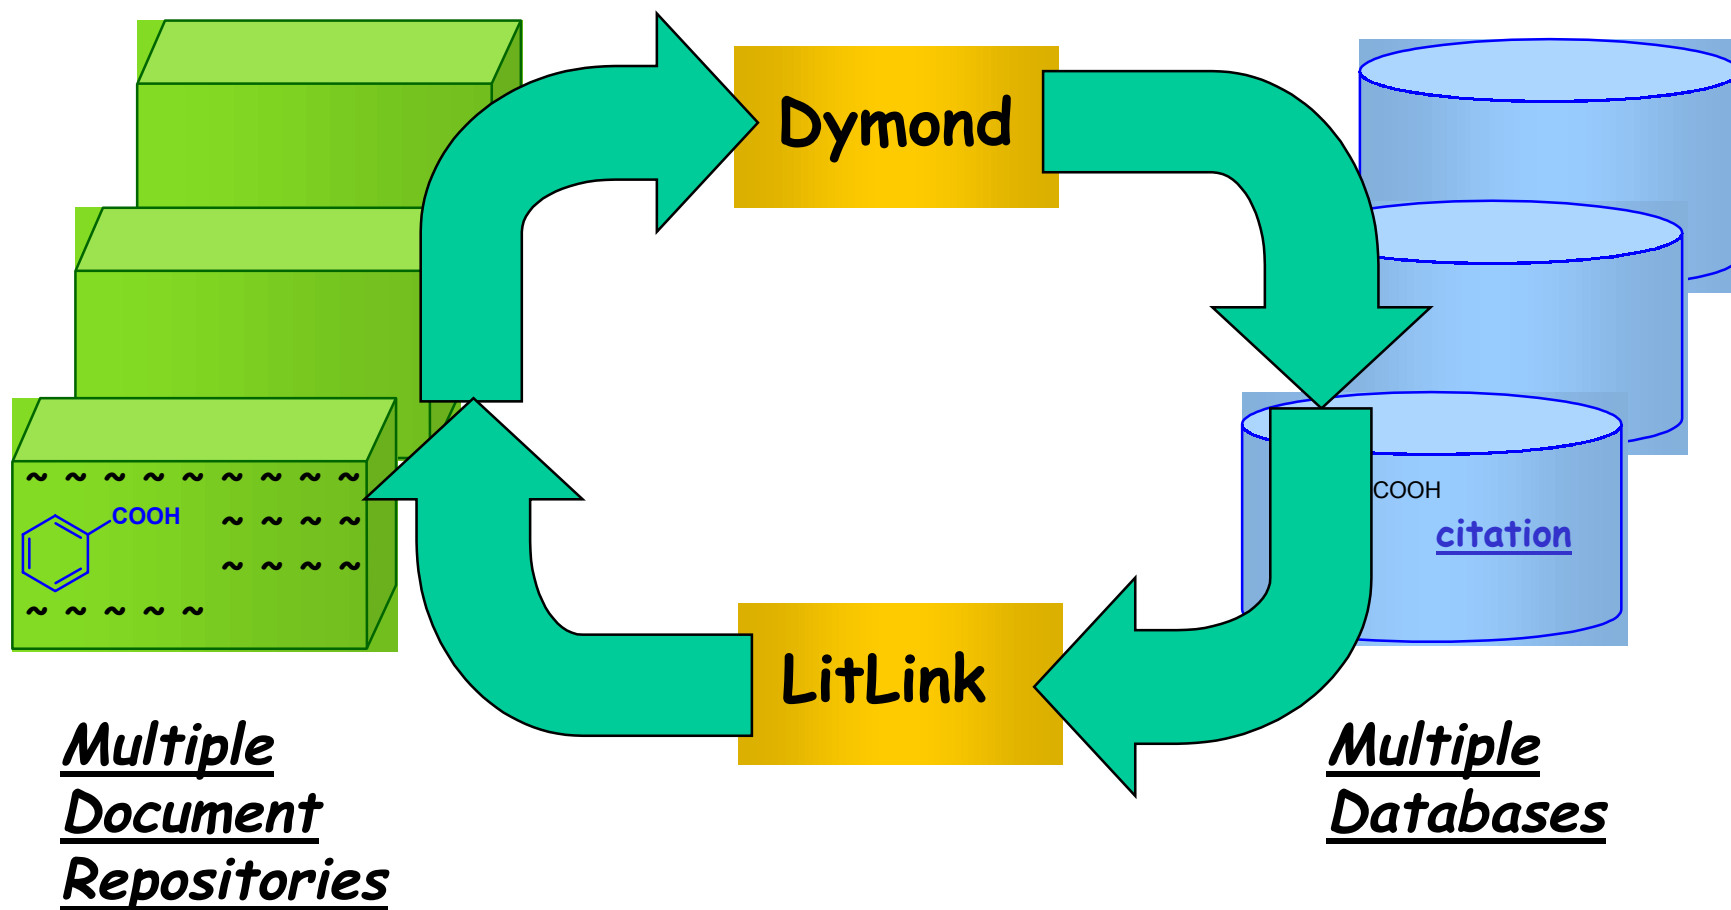 Dymond
~ ~ ~ ~ ~ ~ ~ ~ ~
COOH
~ ~ ~ ~
~ ~ ~ ~
~ ~ ~ ~ ~
COOH
citation
LitLink
Multiple
Document
Repositories
Multiple
Databases